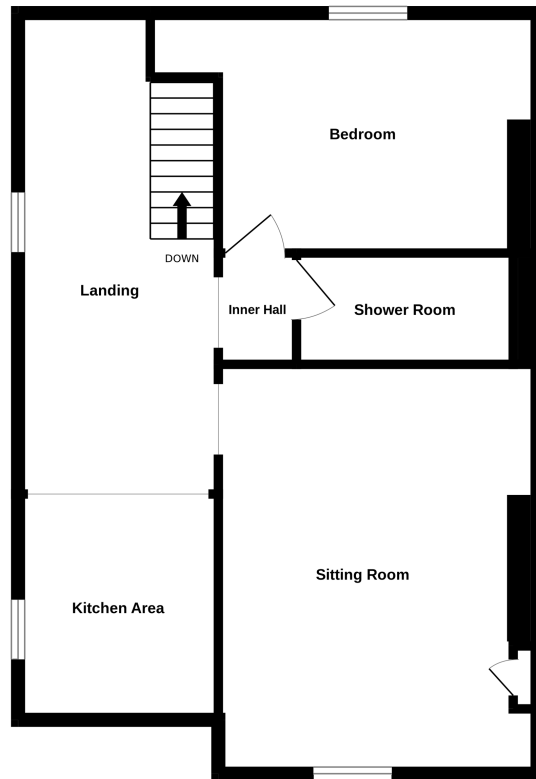 Bedroom
DOWN
Landing
Inner Hall
Shower Room
Sitting Room
Kitchen Area